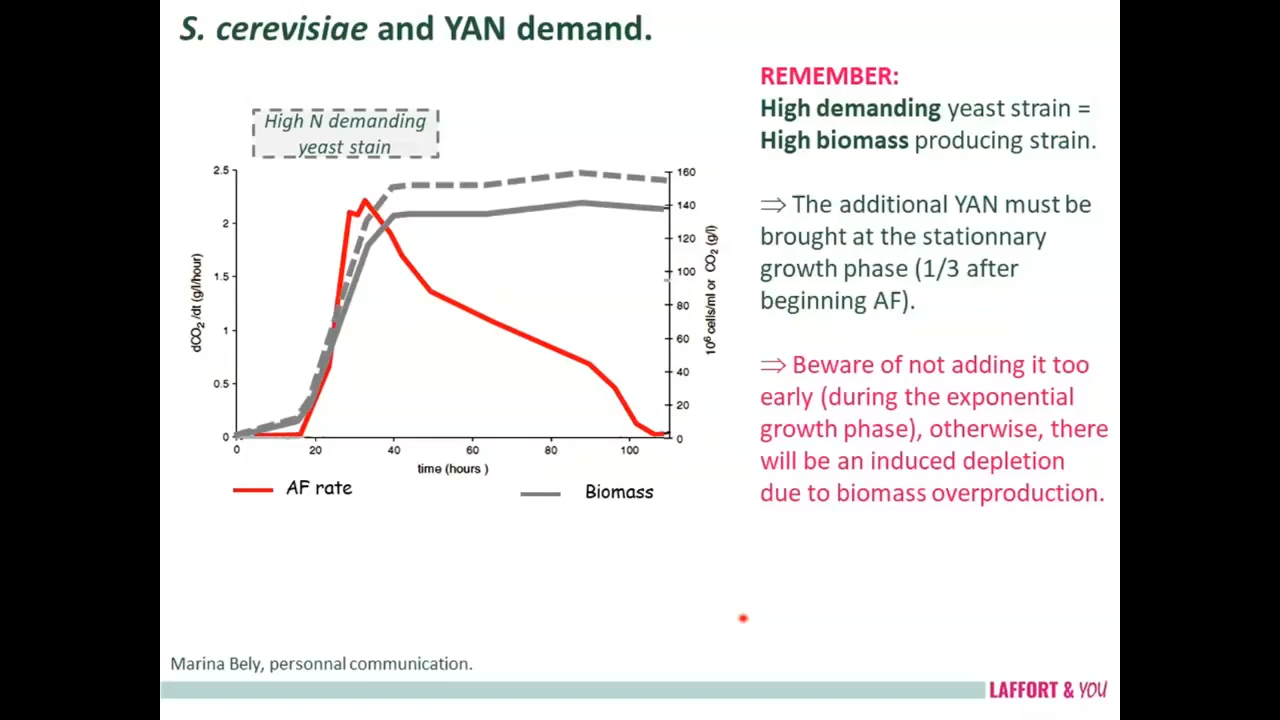 S. cerevisiae and YAN demand.
High N demanding
yeast stain
2.5
2
1.5
1
0.5
0
dCO2 /dt (g/l/hour)
160
140
120
100
80
60
40
20
0
10⁶ cells/ml or CO2 (g/l)
0
20
40
60
80
100
time (hours )
AF rate
Biomass
REMEMBER:
High demanding yeast strain =
High biomass producing strain.
⇒ The additional YAN must be
brought at the stationnary
growth phase (1/3 after
beginning AF).
⇒ Beware of not adding it too
early (during the exponential
growth phase), otherwise, there
will be an induced depletion
due to biomass overproduction.
Marina Bely, personnal communication.
LAFFORT & YOU